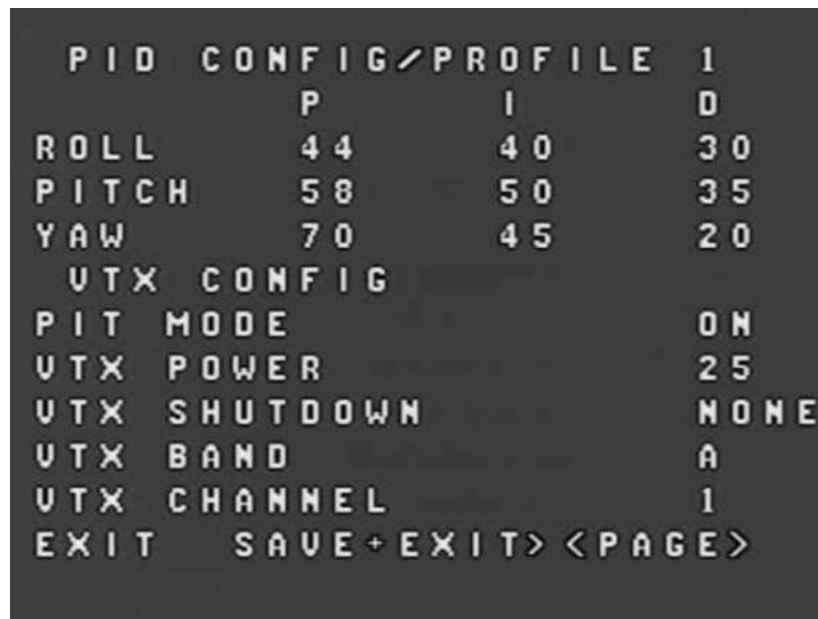 PID CONFIG/PROFILE 1
P I D
ROLL 44 40 30
PITCH 58 50 35
YAW 70 45 20
VTX CONFIG
PIT MODE ON
VTX POWER 25
VTX SHUTDOWN NONE
VTX BAND A
VTX CHANNEL 1
EXIT SAVE+EXIT> <PAGE>